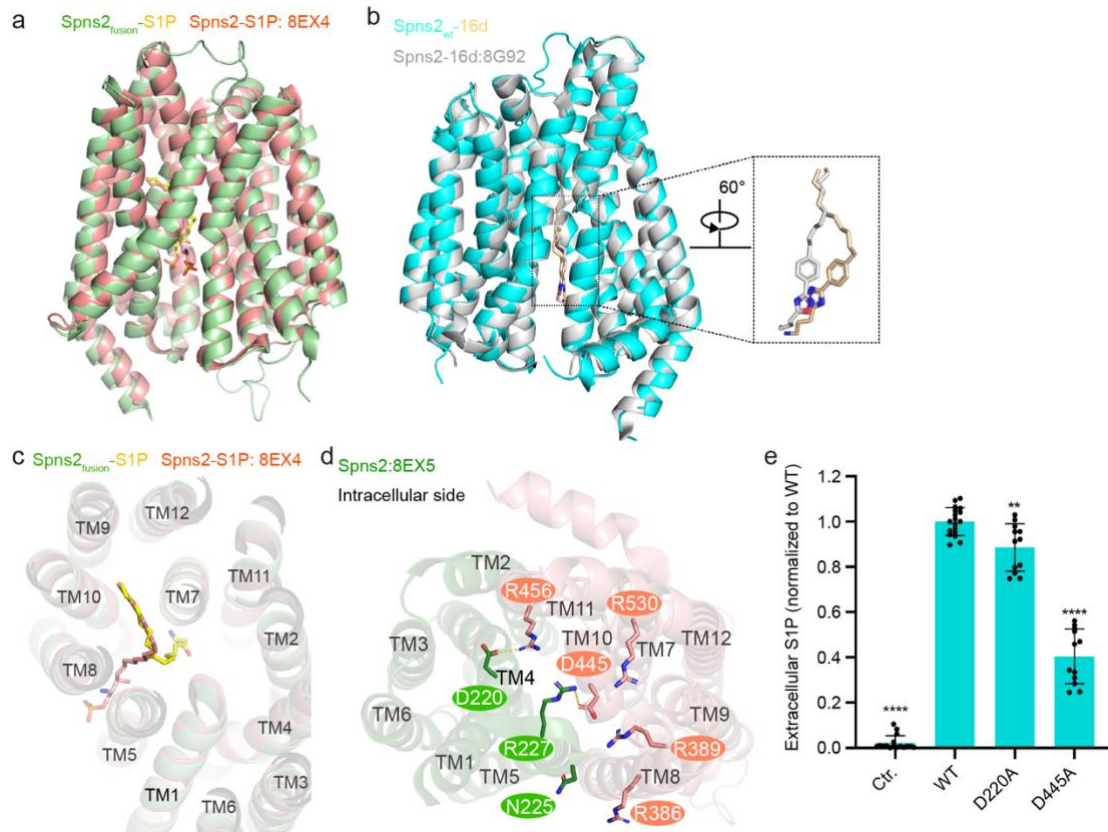 a
Spns2fusion-S1P Spns2-S1P: 8EX4
b
Spns2wt-16d
Spns2-16d:8G92
60°
c
Spns2fusion-S1P Spns2-S1P: 8EX4
TM9
TM12
TM10
TM7
TM11
TM2
TM8
TM5
TM4
TM1
TM3
TM6
d
Spns2:8EX5
Intracellular side
TM2
R456
TM11
R530
TM3
TM10
TM12
TM4
D445
TM7
D220
TM6
TM9
R227
R389
TM1
TM5
TM8
N225
R386
e
Extracellular S1P (normalized to WT)
1.2
1.0
0.8
0.6
0.4
0.2
0.0
****
**
****
Ctr.
WT
D220A
D445A